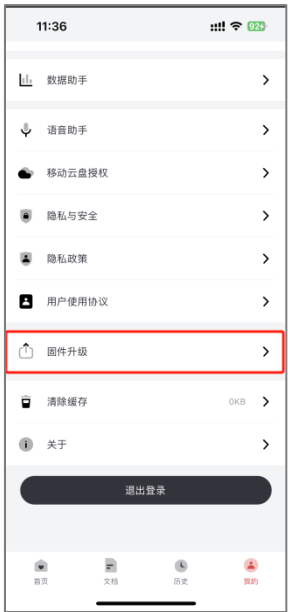 11:36
92
数据助手
语音助手
移动云盘授权
隐私与安全
隐私政策
用户使用协议
固件升级
清除缓存 0KB
关于
退出登录
首页 文档 历史 我的